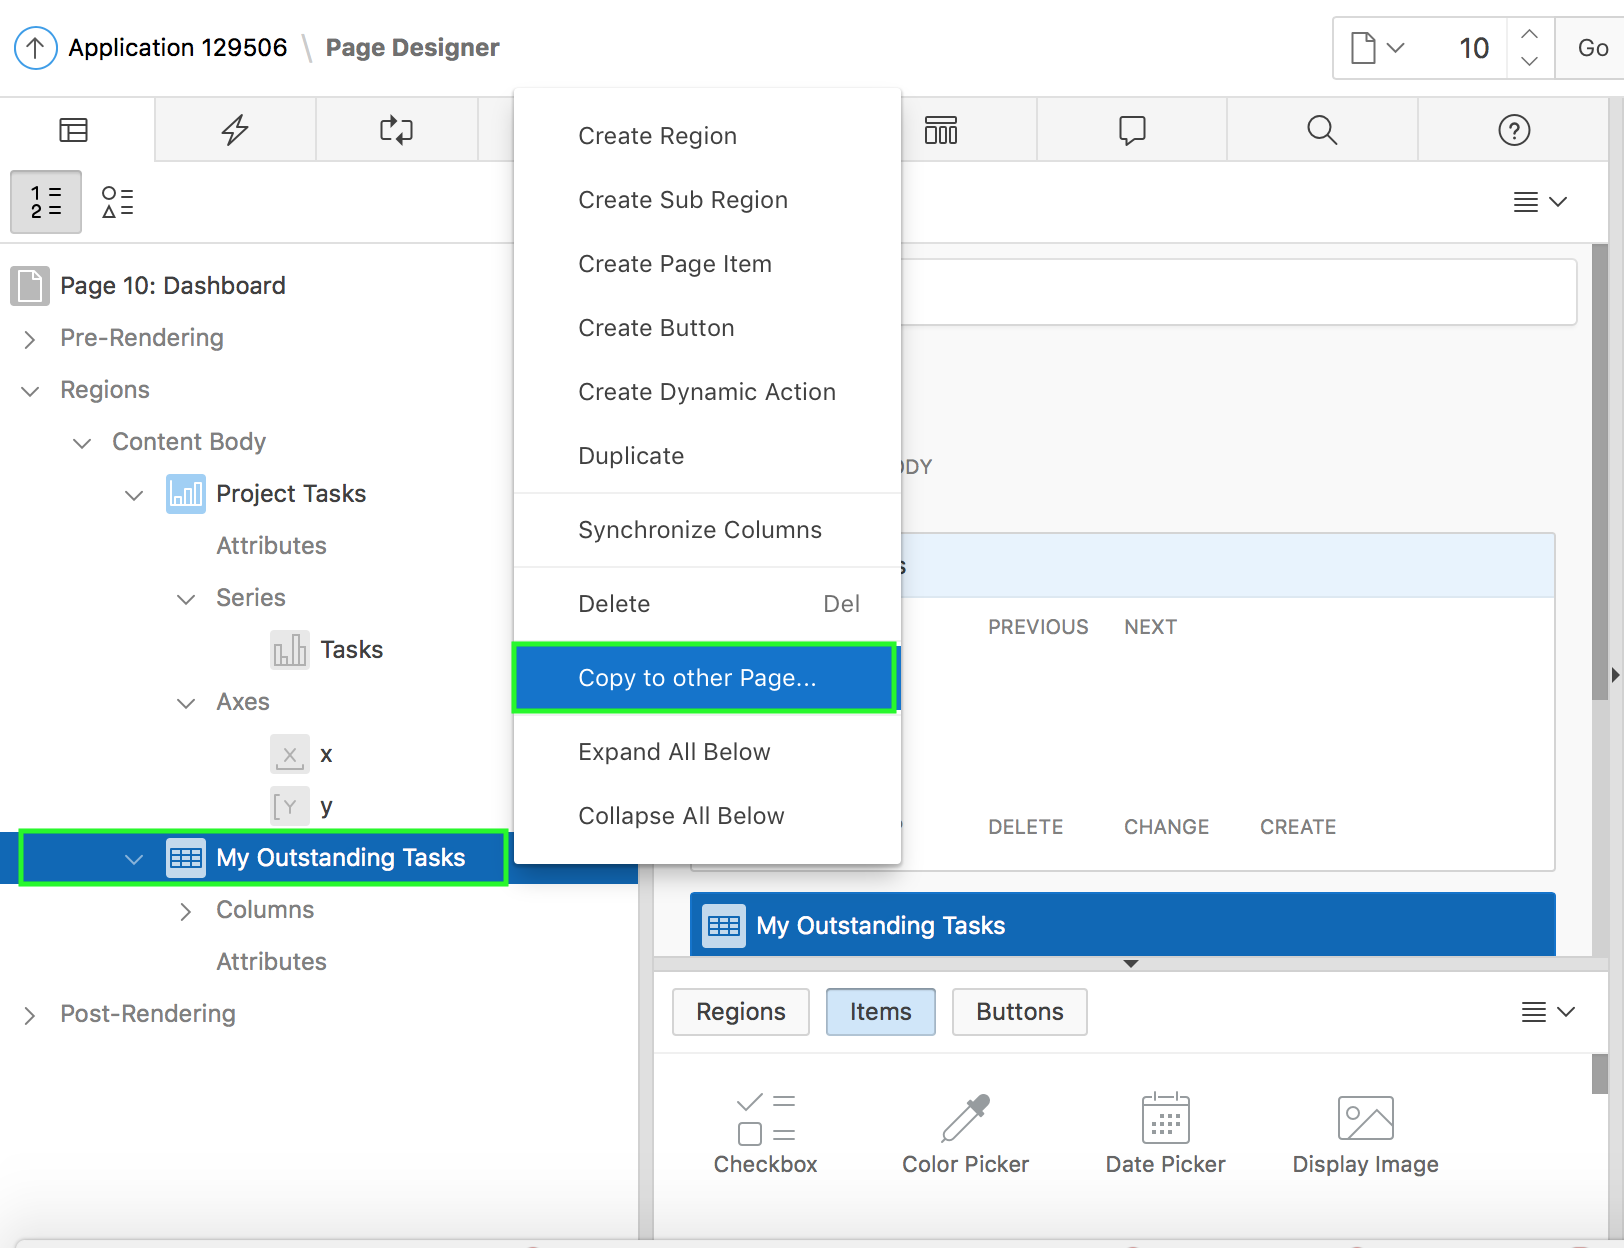 Application 129506 \ Page Designer
10
Go
1
2
Page 10: Dashboard
Pre-Rendering
Regions
Content Body
Project Tasks
Attributes
Series
Tasks
Axes
X x
Y y
My Outstanding Tasks
Columns
Attributes
Post-Rendering
Create Region
Create Sub Region
Create Page Item
Create Button
Create Dynamic Action
Duplicate
Synchronize Columns
Delete Del
Copy to other Page...
Expand All Below
Collapse All Below
PREVIOUS NEXT
DELETE CHANGE CREATE
My Outstanding Tasks
Regions Items Buttons
Checkbox Color Picker Date Picker Display Image